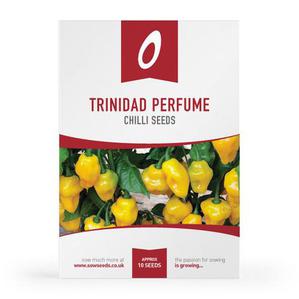 TRINIDAD PERFUME
CHILLI SEEDS
sow much more at
www.sowseeds.co.uk
APPROX
10 SEEDS
the passion for sowing
is growing...